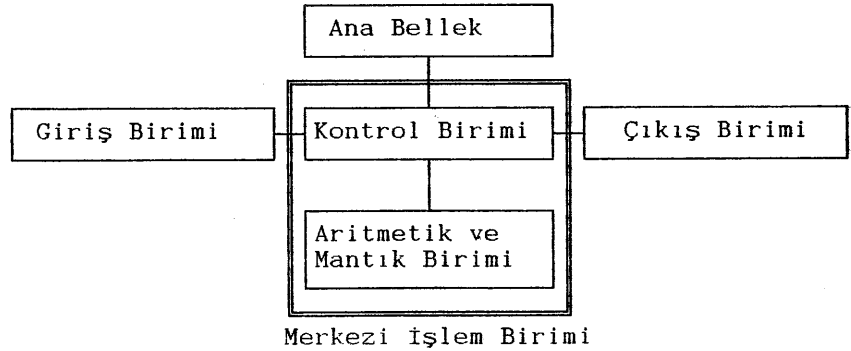 Ana Bellek
Giriş Birimi
Kontrol Birimi
Çıkış Birimi
Aritmetik ve
Mantık Birimi
Merkezi İşlem Birimi